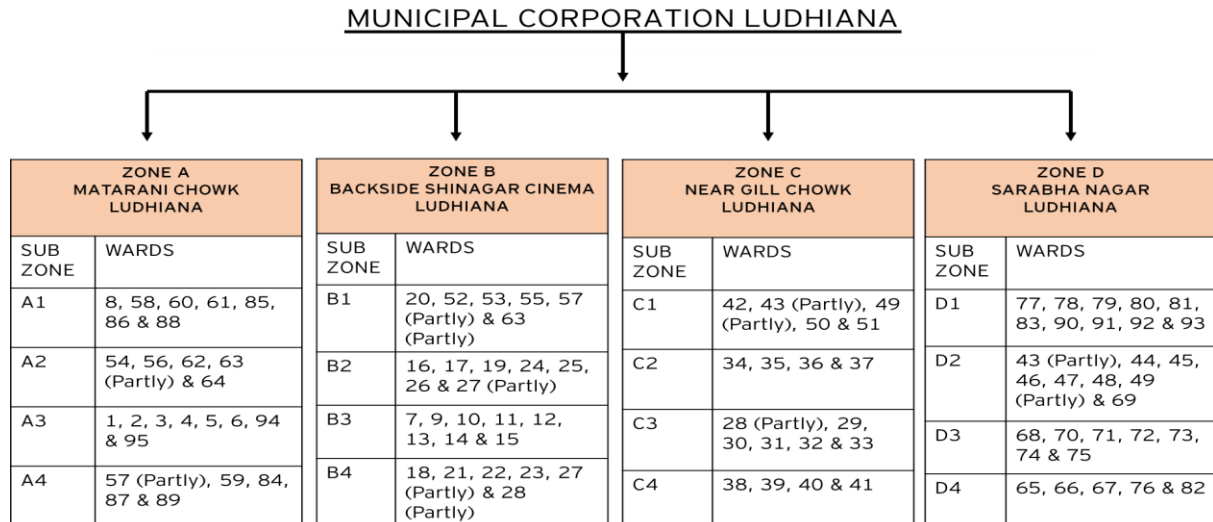 MUNICIPAL CORPORATION LUDHIANA
ZONE A
MATARANI CHOWK
LUDHIANA
SUB
ZONE
WARDS
A1
8, 58, 60, 61, 85,
86 & 88
A2
54, 56, 62, 63
(Partly) & 64
A3
1, 2, 3, 4, 5, 6, 94
& 95
A4
57 (Partly), 59, 84,
87 & 89
ZONE B
BACKSIDE SHINAGAR CINEMA
LUDHIANA
SUB
ZONE
WARDS
B1
20, 52, 53, 55, 57
(Partly) & 63
(Partly)
B2
16, 17, 19, 24, 25,
26 & 27 (Partly)
B3
7, 9, 10, 11, 12,
13, 14 & 15
B4
18, 21, 22, 23, 27
(Partly) & 28
(Partly)
ZONE C
NEAR GILL CHOWK
LUDHIANA
SUB
ZONE
WARDS
C1
42, 43 (Partly), 49
(Partly), 50 & 51
C2
34, 35, 36 & 37
C3
28 (Partly), 29,
30, 31, 32 & 33
C4
38, 39, 40 & 41
ZONE D
SARABHA NAGAR
LUDHIANA
SUB
ZONE
WARDS
D1
77, 78, 79, 80, 81,
83, 90, 91, 92 & 93
D2
43 (Partly), 44, 45,
46, 47, 48, 49
(Partly) & 69
D3
68, 70, 71, 72, 73,
74 & 75
D4
65, 66, 67, 76 & 82